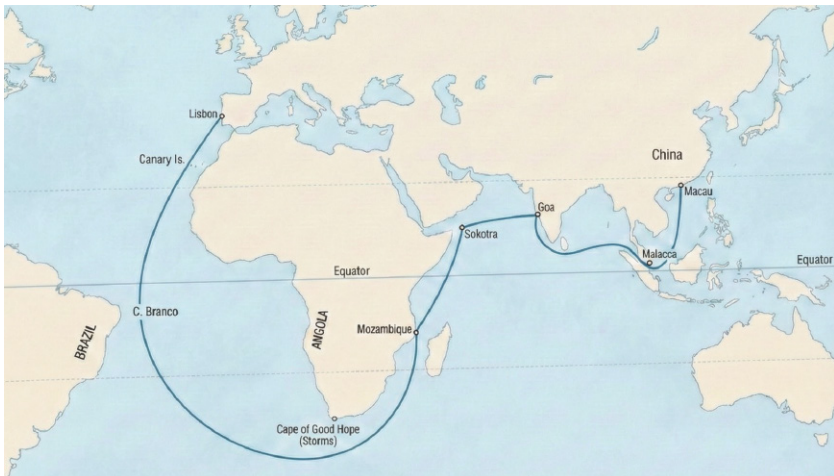 Lisbon
Canary Is.
China
Macau
Goa
Sokotra
Malacca
Equator
Equator
C. Branco
BRAZIL
ANGOLA
Mozambique
Cape of Good Hope
(Storms)